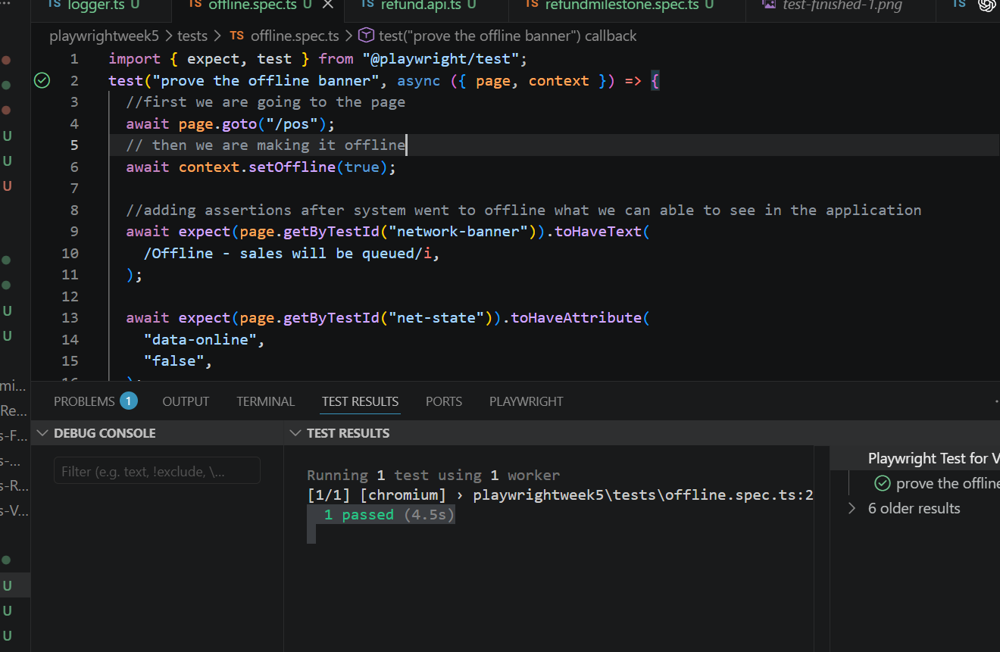 TS logger.ts U
TS offline.spec.ts U
TS refund.api.ts U
TS refundmilestone.spec.ts U
test-finished-1.png
TS
playwrightweek5 > tests > TS offline.spec.ts > test("prove the offline banner") callback
1 import { expect, test } from "@playwright/test";
2 test("prove the offline banner", async ({ page, context }) => {
3 //first we are going to the page
4 await page.goto("/pos");
5 // then we are making it offline
6 await context.setOffline(true);
7
8 //adding assertions after system went to offline what we can able to see in the application
9 await expect(page.getByTestId("network-banner")).toHaveText(
10 /Offline - sales will be queued/i,
11 );
12
13 await expect(page.getByTestId("net-state")).toHaveAttribute(
14 "data-online",
15 "false",
16 );
U
U
U
U
U
mi...
Re...
s-F...
s-...
s-R...
s-V...
U
U
U
PROBLEMS 1 OUTPUT TERMINAL TEST RESULTS PORTS PLAYWRIGHT
DEBUG CONSOLE
Filter (e.g. text, !exclude, \...
TEST RESULTS
Running 1 test using 1 worker
[1/1] [chromium] › playwrightweek5\tests\offline.spec.ts:2
1 passed (4.5s)
Playwright Test for V
prove the offline
6 older results